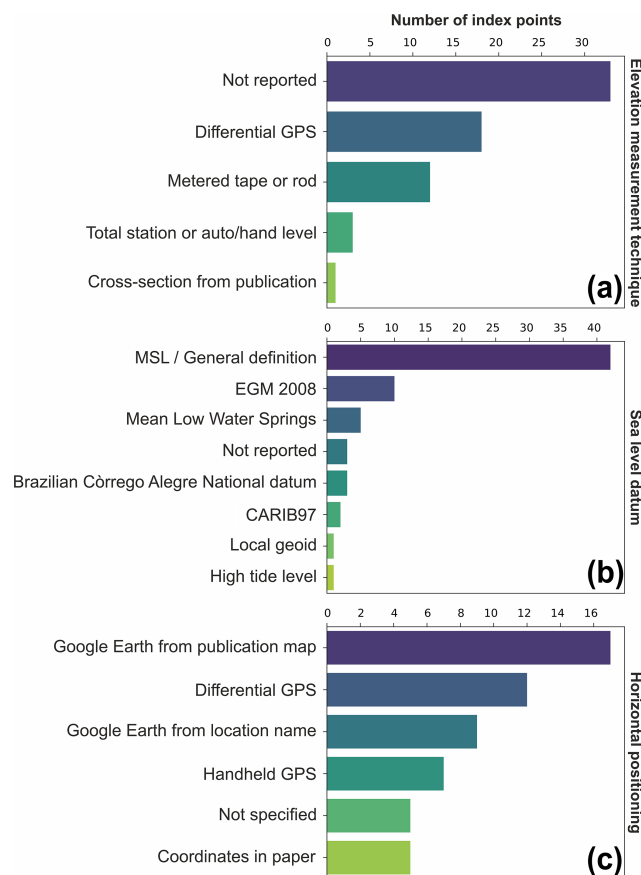 Number of index points
0 5 10 15 20 25 30
Not reported
Differential GPS
Metered tape or rod
Total station or auto/hand level
Cross-section from publication
Elevation measurement technique
(a)
0 5 10 15 20 25 30 35 40
MSL / General definition
EGM 2008
Mean Low Water Springs
Not reported
Brazilian Còrrego Alegre National datum
CARIB97
Local geoid
High tide level
Sea level datum
(b)
0 2 4 6 8 10 12 14 16
Google Earth from publication map
Differential GPS
Google Earth from location name
Handheld GPS
Not specified
Coordinates in paper
Horizontal positioning
(c)